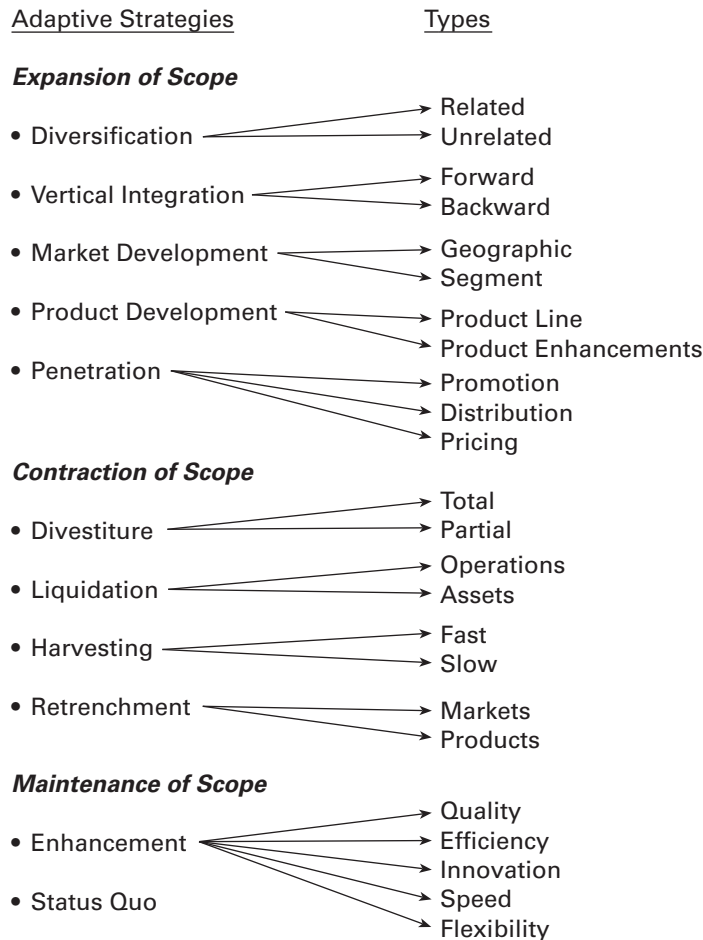 Adaptive Strategies Types
Expansion of Scope
• Diversification
Related
Unrelated
• Vertical Integration
Forward
Backward
• Market Development
Geographic
Segment
• Product Development
Product Line
Product Enhancements
• Penetration
Promotion
Distribution
Pricing
Contraction of Scope
• Divestiture
Total
Partial
• Liquidation
Operations
Assets
• Harvesting
Fast
Slow
• Retrenchment
Markets
Products
Maintenance of Scope
• Enhancement
Quality
Efficiency
Innovation
Speed
Flexibility
• Status Quo